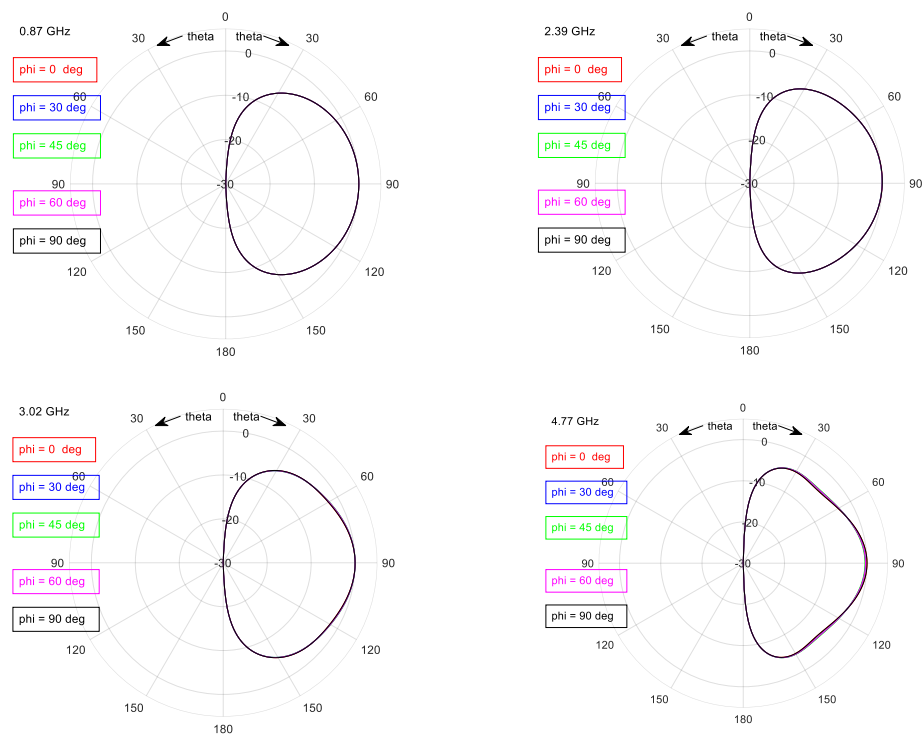 0.87 GHz
0
30
theta
theta
30
0
phi = 0 deg
60
phi = 30 deg
-10
60
phi = 45 deg
-20
90
-30
90
phi = 60 deg
phi = 90 deg
120
120
150
150
180
2.39 GHz
0
30
theta
theta
30
0
phi = 0 deg
60
phi = 30 deg
-10
60
phi = 45 deg
-20
90
-30
90
phi = 60 deg
phi = 90 deg
120
120
150
150
180
3.02 GHz
0
30
theta
theta
30
0
phi = 0 deg
60
phi = 30 deg
-10
60
phi = 45 deg
-20
90
-30
90
phi = 60 deg
phi = 90 deg
120
120
150
150
180
4.77 GHz
0
30
theta
theta
30
0
phi = 0 deg
60
phi = 30 deg
-10
60
phi = 45 deg
-20
90
-30
90
phi = 60 deg
phi = 90 deg
120
120
150
150
180